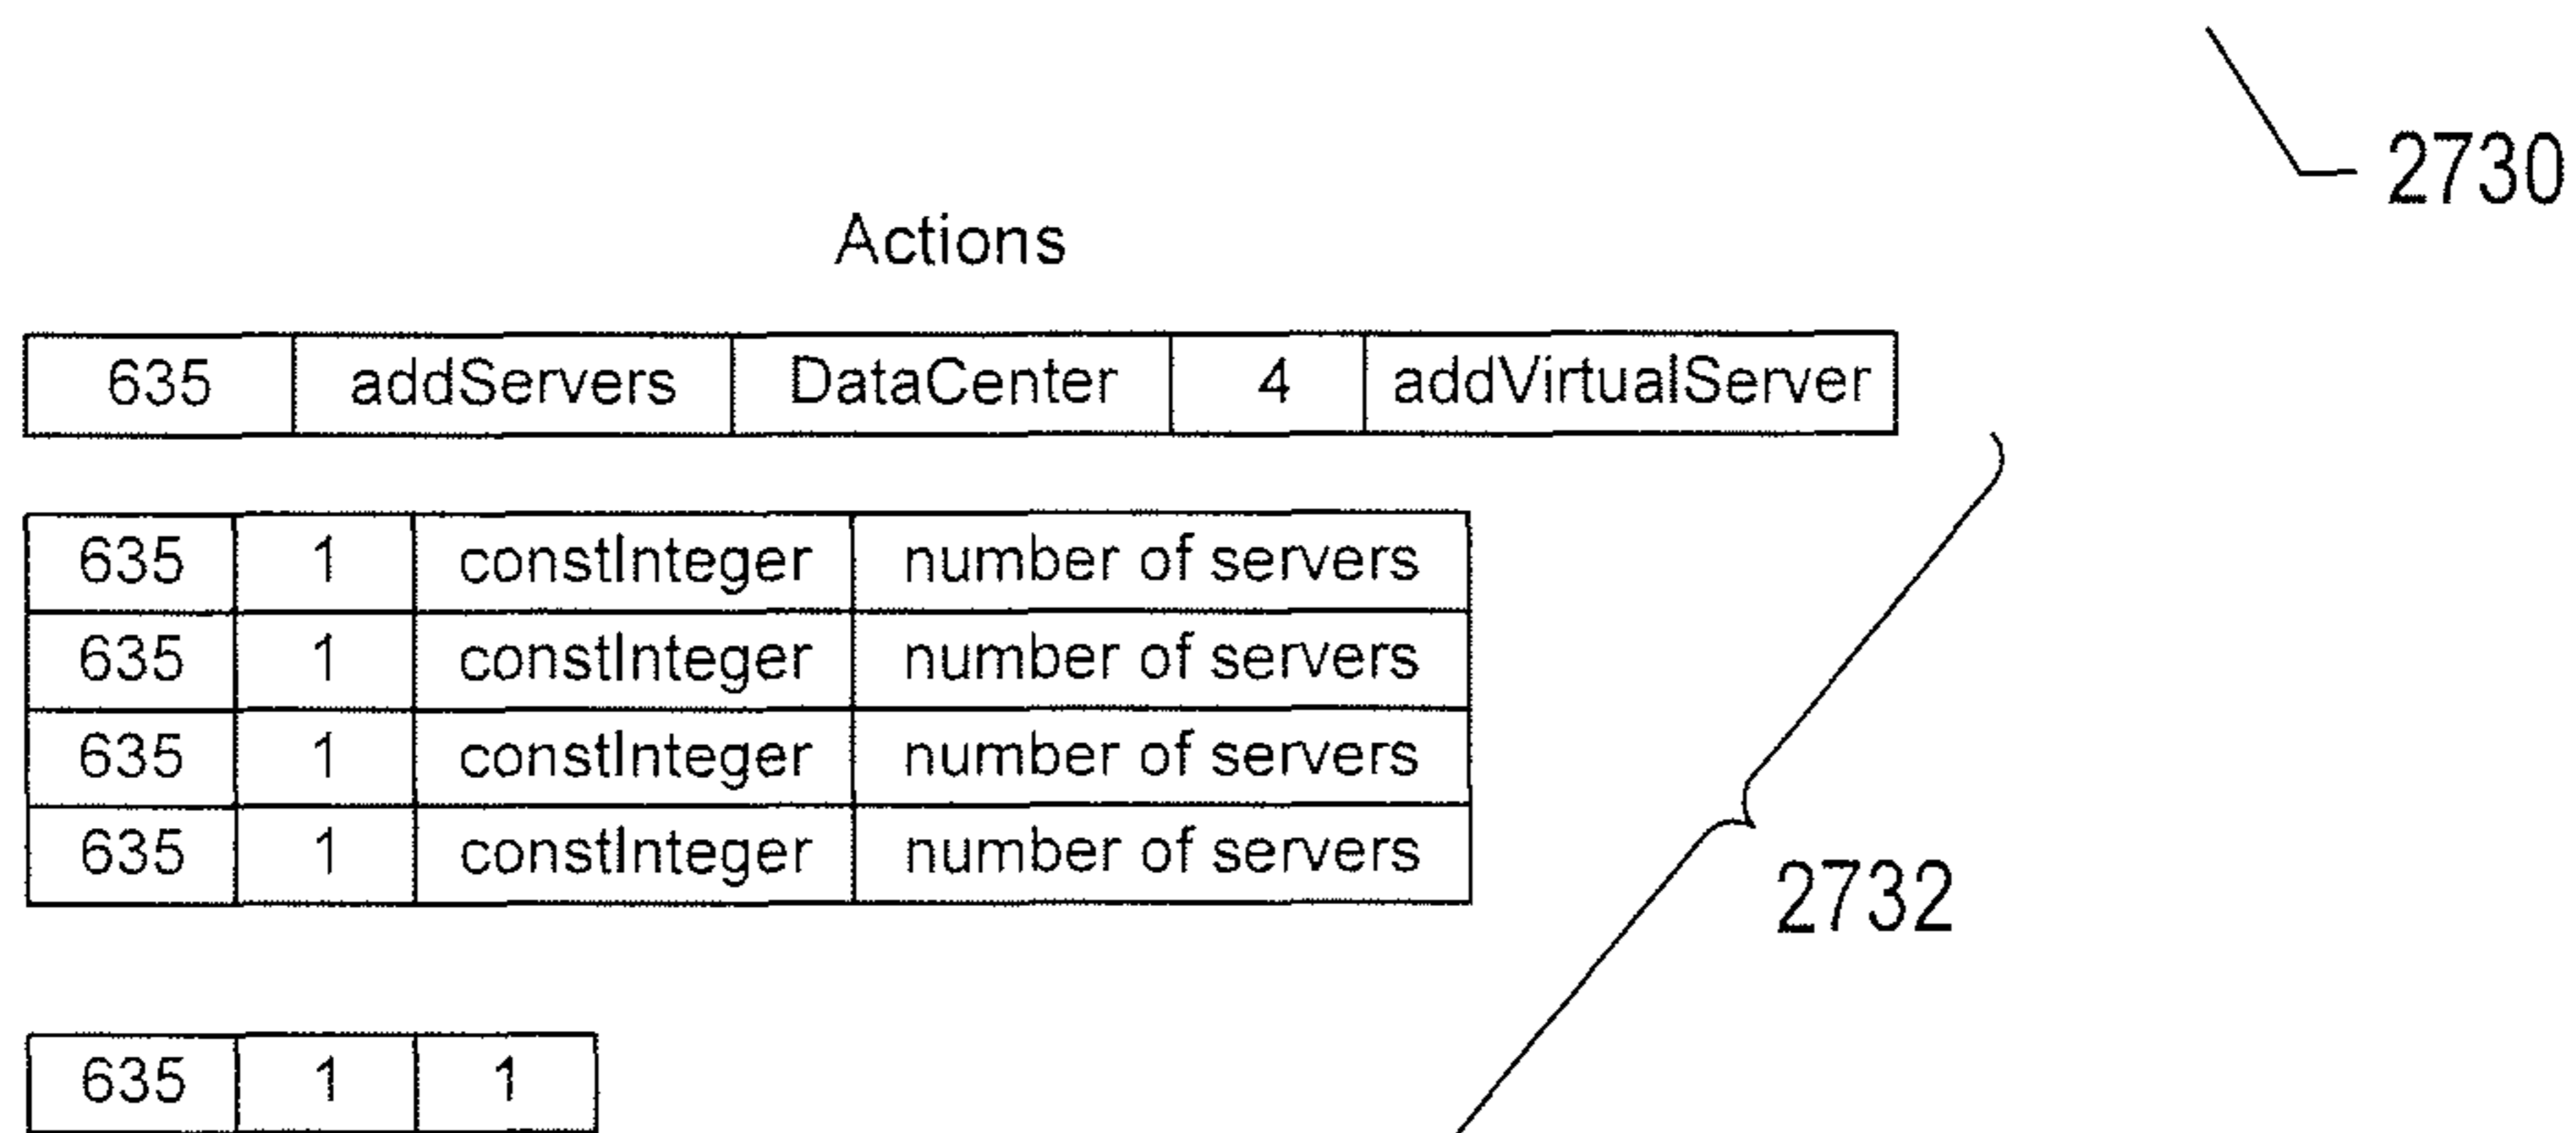 2730
Actions
635 addServers DataCenter 4 addVirtualServer
635 1 constInteger number of servers
635 1 constInteger number of servers
635 1 constInteger number of servers
635 1 constInteger number of servers
2732
635 1 1